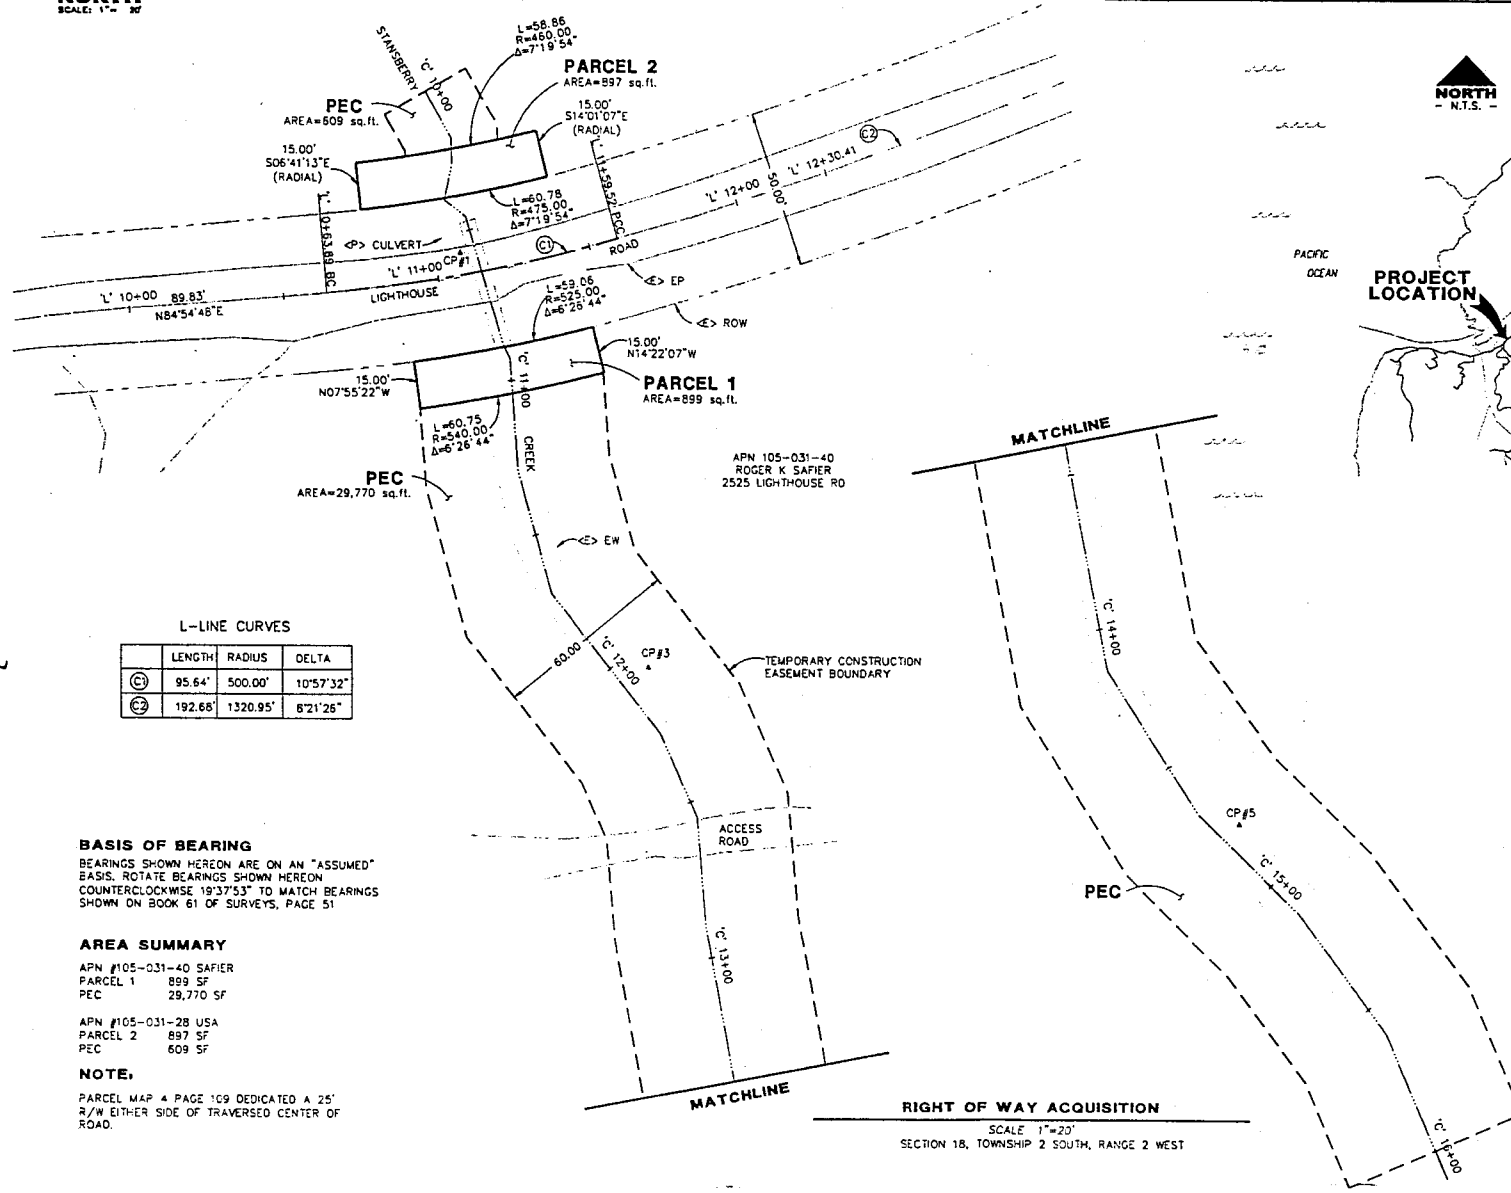 NORTH
SCALE: 1"= 20'
STANSBERRY
'C' 10+00
L=58.86
R=460.00
Δ=7°19'54"
PARCEL 2
AREA=897 sq.ft.
PEC
AREA=609 sq.ft.
15.00'
S14°01'07"E
(RADIAL)
15.00'
S06°41'13"E
(RADIAL)
L=60.78
R=475.00
Δ=7°19'54"
'L' 10+63.89 BC
'L' 11+59.52 PCC
<P> CULVERT
CP#1
C1
'L' 10+00
89.83'
N84°54'48"E
'L' 11+00
LIGHTHOUSE
ROAD
'L' 12+00
50.00'
'L' 12+30.41
C2
<E> EP
<E> ROW
L=59.06
R=525.00
Δ=6°26'44"
15.00'
N14°22'07"W
15.00'
N07°55'22"W
PARCEL 1
AREA=899 sq.ft.
'C' 11+00
CREEK
L=60.75
R=540.00
Δ=6°26'44"
PEC
AREA=29,770 sq.ft.
APN 105-031-40
ROGER K SAFIER
2525 LIGHTHOUSE RD
<E> EW
60.00
'C' 12+00
CP#3
TEMPORARY CONSTRUCTION
EASEMENT BOUNDARY
ACCESS
ROAD
'C' 13+00
MATCHLINE
MATCHLINE
'C' 14+00
CP#5
'C' 15+00
PEC
'C' 16+00
NORTH
- N.T.S. -
PACIFIC
OCEAN
PROJECT
LOCATION
L-LINE CURVES
LENGTH RADIUS DELTA
C1 95.64' 500.00' 10°57'32"
C2 192.68' 1320.95' 8°21'26"
BASIS OF BEARING
BEARINGS SHOWN HEREON ARE ON AN "ASSUMED"
BASIS. ROTATE BEARINGS SHOWN HEREON
COUNTERCLOCKWISE 19°37'53" TO MATCH BEARINGS
SHOWN ON BOOK 61 OF SURVEYS, PAGE 51
AREA SUMMARY
APN #105-031-40 SAFIER
PARCEL 1 899 SF
PEC 29,770 SF
APN #105-031-28 USA
PARCEL 2 897 SF
PEC 609 SF
NOTE:
PARCEL MAP 4 PAGE 109 DEDICATED A 25'
R/W EITHER SIDE OF TRAVERSED CENTER OF
ROAD.
RIGHT OF WAY ACQUISITION
SCALE 1"=20'
SECTION 18, TOWNSHIP 2 SOUTH, RANGE 2 WEST